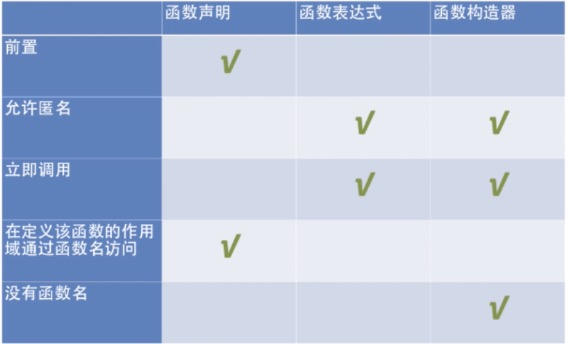 函数声明 函数表达式 函数构造器
前置 √
允许匿名 √ √
立即调用 √ √
在定义该函数的作用
域通过函数名访问 √
没有函数名 √